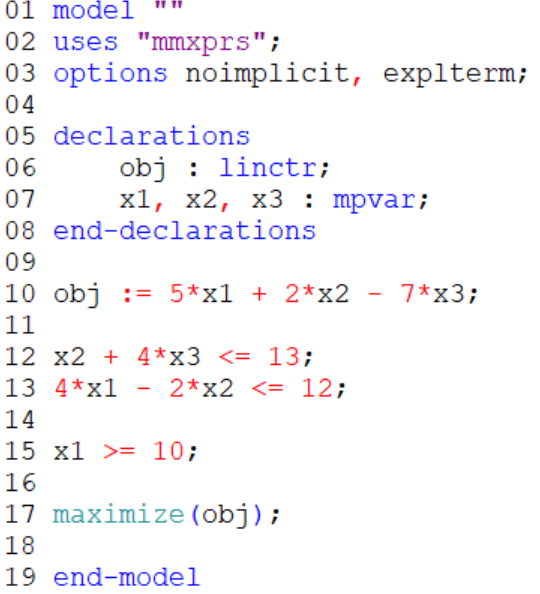 01 model ""
02 uses "mmxprs";
03 options noimplicit, explterm;
04
05 declarations
06     obj : linctr;
07     x1, x2, x3 : mpvar;
08 end-declarations
09
10 obj := 5*x1 + 2*x2 - 7*x3;
11
12 x2 + 4*x3 <= 13;
13 4*x1 - 2*x2 <= 12;
14
15 x1 >= 10;
16
17 maximize(obj);
18
19 end-model